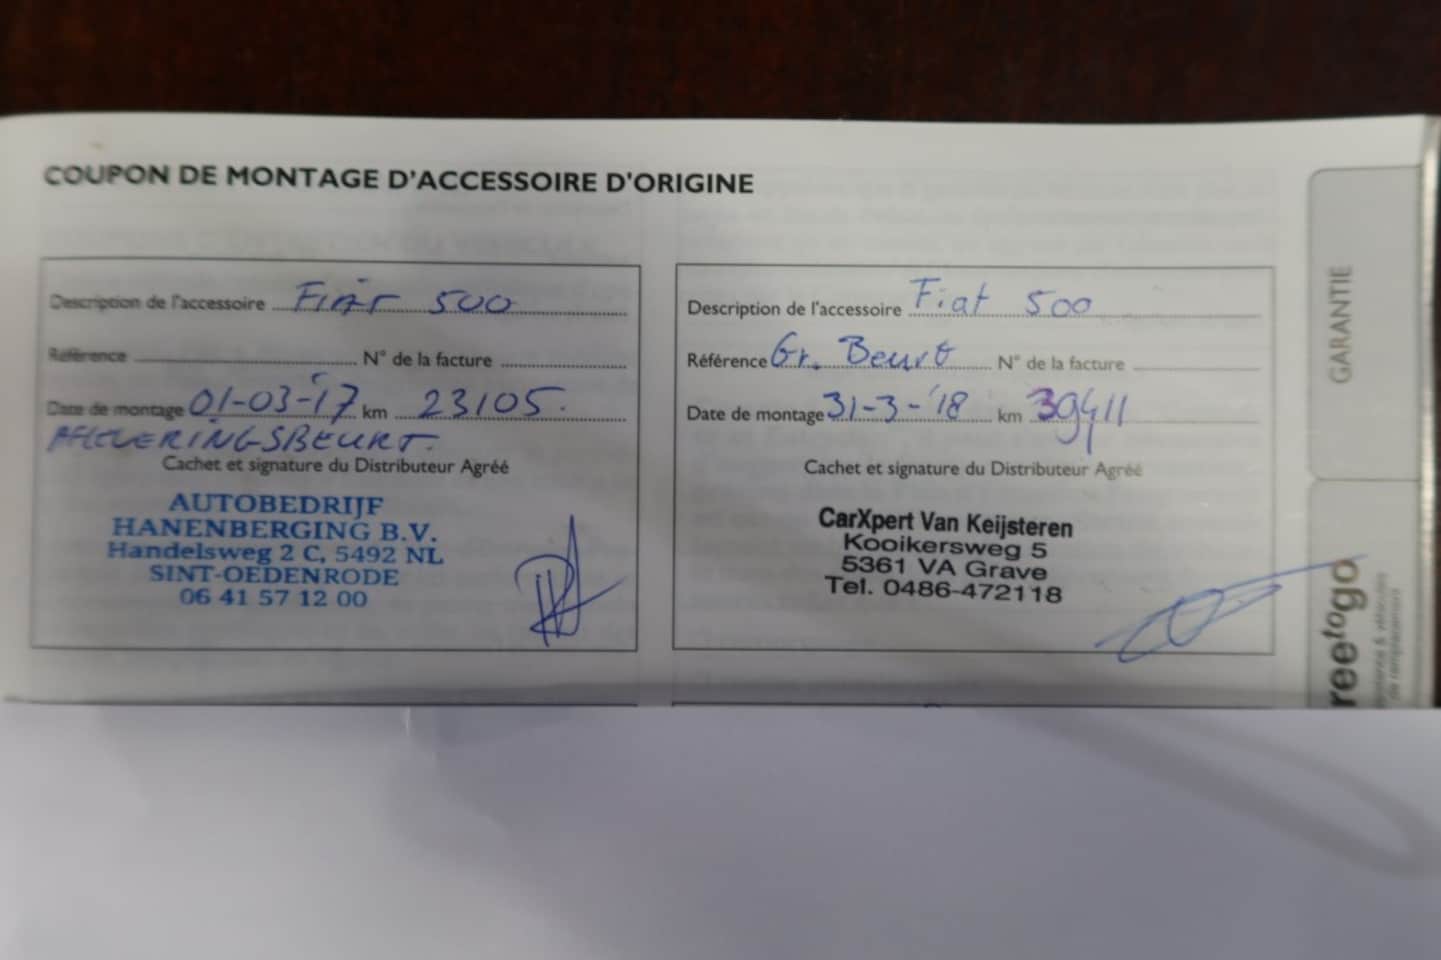 COUPON DE MONTAGE D'ACCESSOIRE D'ORIGINE
Description de l'accessoire Fiat 500
Référence N° de la facture
Date de montage 01-03-'17 km 23105.
AFLEVERINGSBEURT.
Cachet et signature du Distributeur Agréé
AUTOBEDRIJF
HANENBERGING B.V.
Handelsweg 2 C, 5492 NL
SINT-OEDENRODE
06 41 57 12 00
Description de l'accessoire Fiat 500
Référence Gr. Beurt N° de la facture
Date de montage 31-3-'18 km 39411
Cachet et signature du Distributeur Agréé
CarXpert Van Keijsteren
Kooikersweg 5
5361 VA Grave
Tel. 0486-472118
GARANTIE
reetogo